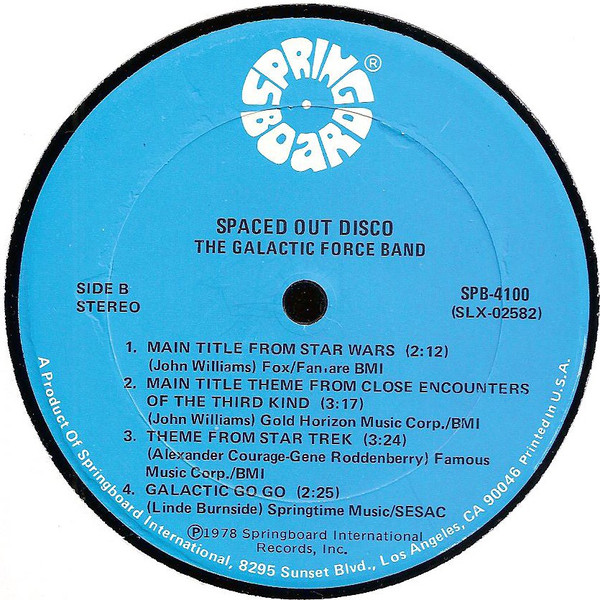 SPRING
BOARD
®
SPACED OUT DISCO
THE GALACTIC FORCE BAND
SIDE B
STEREO
SPB-4100
(SLX-02582)
1. MAIN TITLE FROM STAR WARS (2:12)
(John Williams) Fox/Fan.are BMI
2. MAIN TITLE THEME FROM CLOSE ENCOUNTERS
OF THE THIRD KIND (3:17)
(John Williams) Gold Horizon Music Corp./BMI
3. THEME FROM STAR TREK (3:24)
(Alexander Courage-Gene Roddenberry) Famous
Music Corp./BMI
4. GALACTIC GO GO (2:25)
(Linde Burnside) Springtime Music/SESAC
℗1978 Springboard International
Records, Inc.
A Product Of Springboard International, 8295 Sunset Blvd., Los Angeles, CA 90046 Printed In U.S.A.